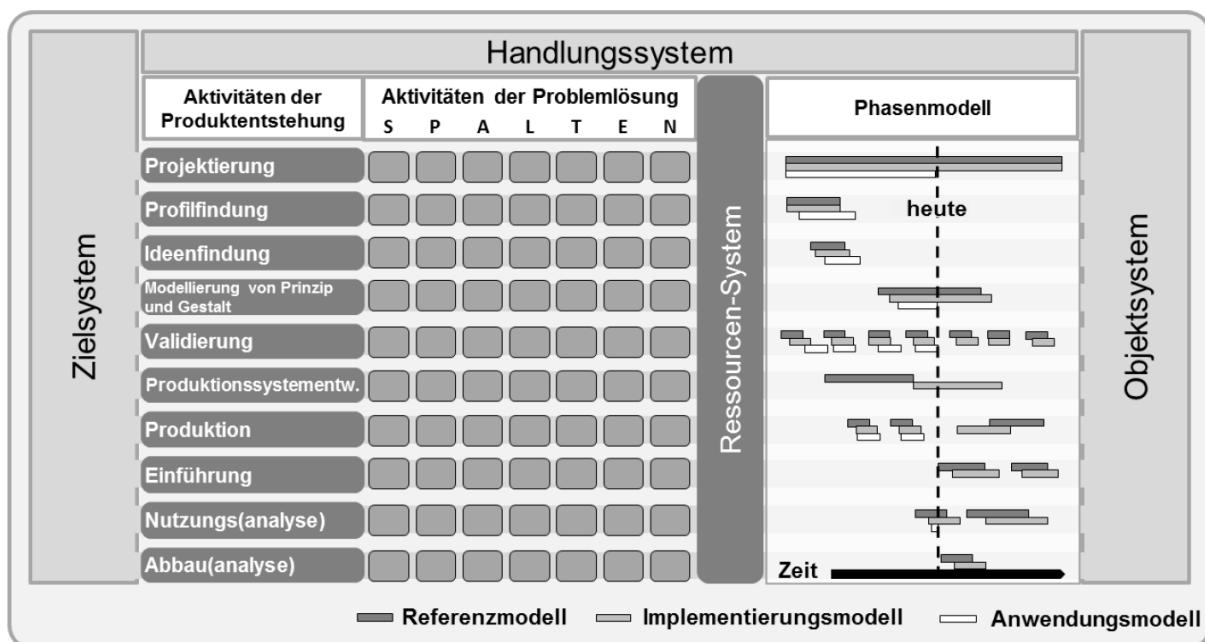 Handlungssystem
Zielsystem
Aktivitäten der
Produktentstehung
Aktivitäten der Problemlösung
S P A L T E N
Ressourcen-System
Phasenmodell
Objektsystem
Projektierung
Profilfindung
heute
Ideenfindung
Modellierung von Prinzip
und Gestalt
Validierung
Produktionssystementw.
Produktion
Einführung
Nutzungs(analyse)
Abbau(analyse)
Zeit
Referenzmodell
Implementierungsmodell
Anwendungsmodell